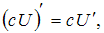 (cU)′ = cU′,